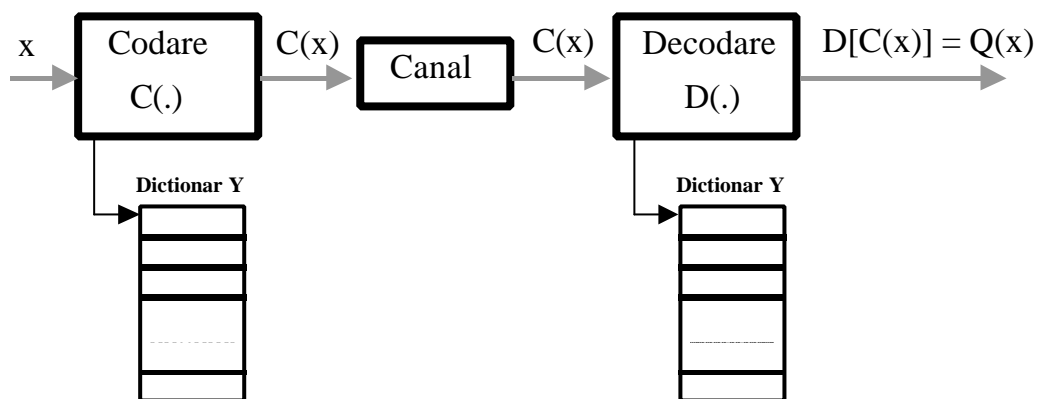 x
Codare
C(.)
C(x)
Canal
C(x)
Decodare
D(.)
D[C(x)] = Q(x)
Dictionar Y
Dictionar Y